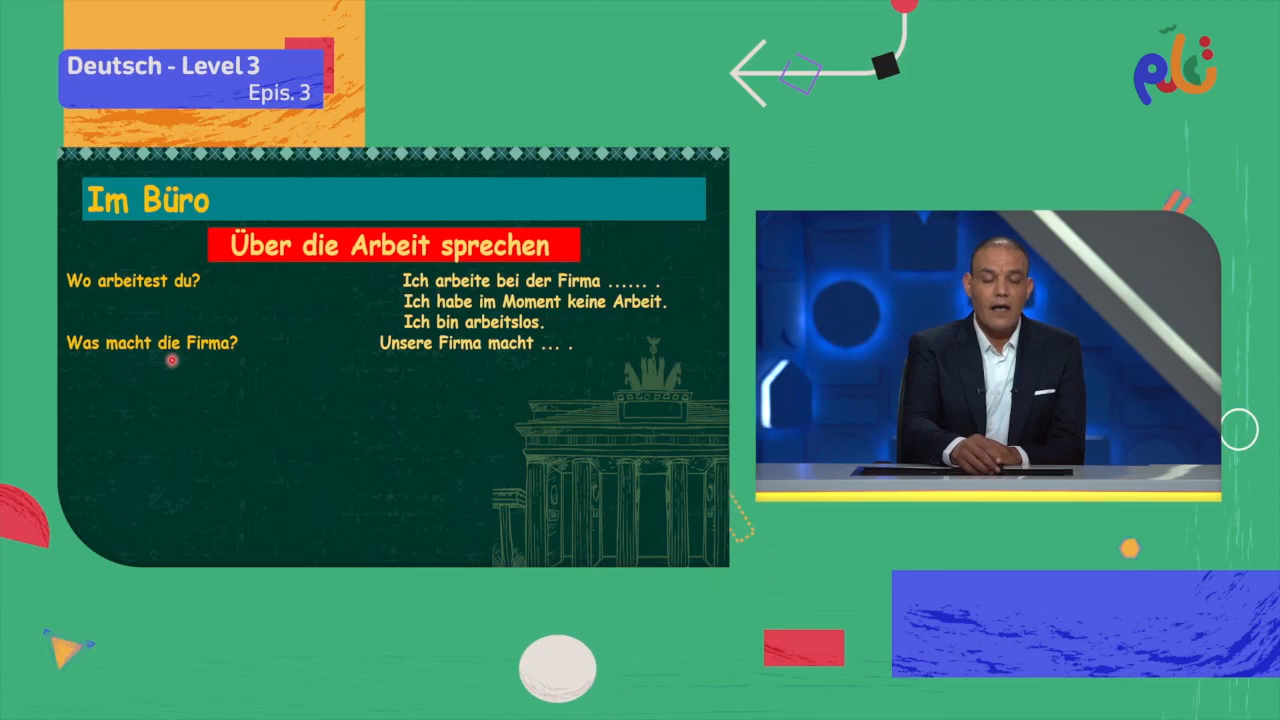 Deutsch - Level 3
Epis. 3
نتعلم
Im Büro
Über die Arbeit sprechen
Wo arbeitest du? Ich arbeite bei der Firma ...... .
Ich habe im Moment keine Arbeit.
Ich bin arbeitslos.
Was macht die Firma? Unsere Firma macht ... .